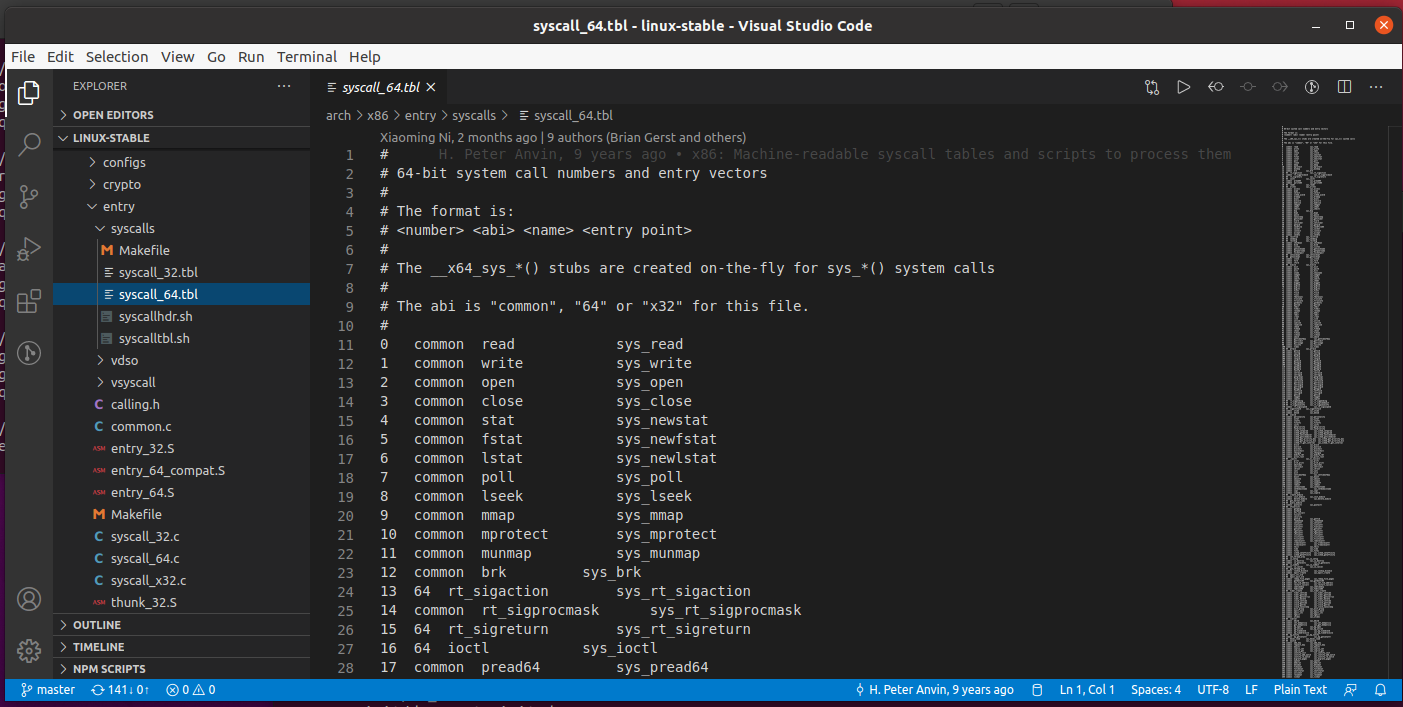 syscall_64.tbl - linux-stable - Visual Studio Code
File Edit Selection View Go Run Terminal Help
EXPLORER
OPEN EDITORS
LINUX-STABLE
configs
crypto
entry
syscalls
Makefile
syscall_32.tbl
syscall_64.tbl
syscallhdr.sh
syscalltbl.sh
vdso
vsyscall
calling.h
common.c
entry_32.S
entry_64_compat.S
entry_64.S
Makefile
syscall_32.c
syscall_64.c
syscall_x32.c
thunk_32.S
OUTLINE
TIMELINE
NPM SCRIPTS
syscall_64.tbl
arch > x86 > entry > syscalls > syscall_64.tbl
Xiaoming Ni, 2 months ago | 9 authors (Brian Gerst and others)
1 # H. Peter Anvin, 9 years ago • x86: Machine-readable syscall tables and scripts to process them
2 # 64-bit system call numbers and entry vectors
3 #
4 # The format is:
5 # <number> <abi> <name> <entry point>
6 #
7 # The __x64_sys_*() stubs are created on-the-fly for sys_*() system calls
8 #
9 # The abi is "common", "64" or "x32" for this file.
10 #
11 0 common read sys_read
12 1 common write sys_write
13 2 common open sys_open
14 3 common close sys_close
15 4 common stat sys_newstat
16 5 common fstat sys_newfstat
17 6 common lstat sys_newlstat
18 7 common poll sys_poll
19 8 common lseek sys_lseek
20 9 common mmap sys_mmap
21 10 common mprotect sys_mprotect
22 11 common munmap sys_munmap
23 12 common brk sys_brk
24 13 64 rt_sigaction sys_rt_sigaction
25 14 common rt_sigprocmask sys_rt_sigprocmask
26 15 64 rt_sigreturn sys_rt_sigreturn
27 16 64 ioctl sys_ioctl
28 17 common pread64 sys_pread64
master 141↓ 0↑ 0 0 H. Peter Anvin, 9 years ago Ln 1, Col 1 Spaces: 4 UTF-8 LF Plain Text